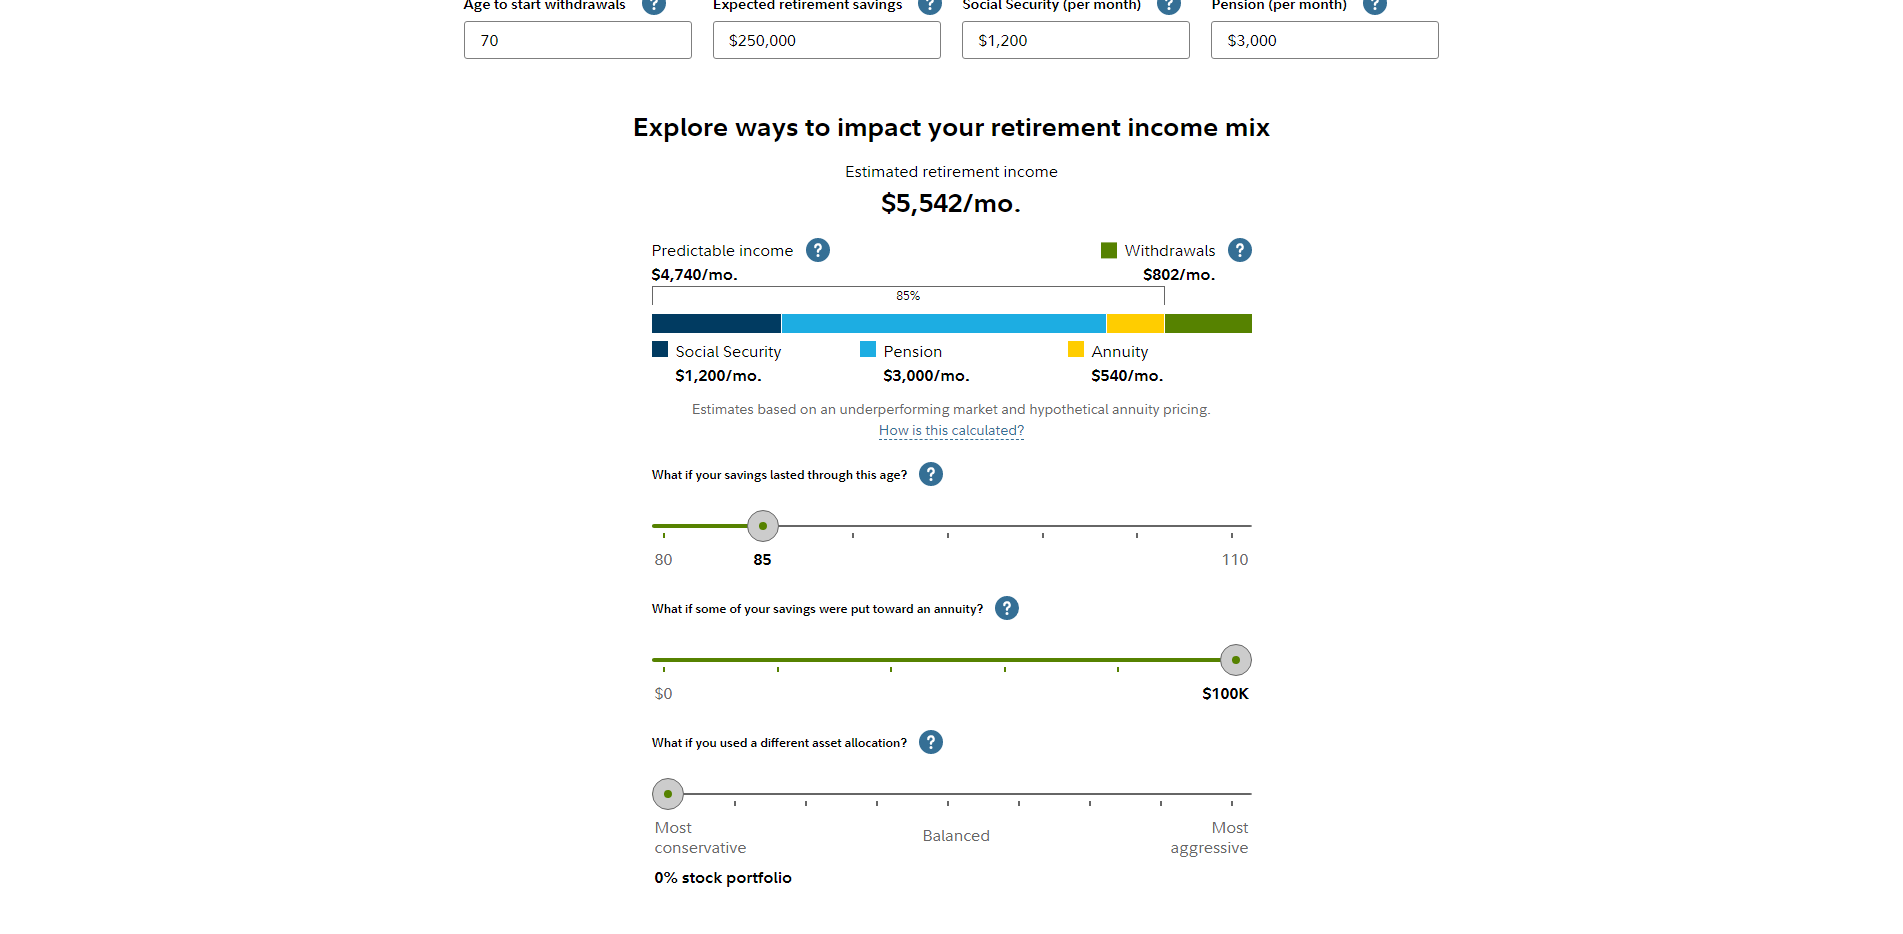 Age to start withdrawals ?
Expected retirement savings ?
Social Security (per month) ?
Pension (per month) ?
70
$250,000
$1,200
$3,000
Explore ways to impact your retirement income mix
Estimated retirement income
$5,542/mo.
Predictable income ?
$4,740/mo.
Withdrawals ?
$802/mo.
85%
Social Security
$1,200/mo.
Pension
$3,000/mo.
Annuity
$540/mo.
Estimates based on an underperforming market and hypothetical annuity pricing.
How is this calculated?
What if your savings lasted through this age? ?
80
85
110
What if some of your savings were put toward an annuity? ?
$0
$100K
What if you used a different asset allocation? ?
Most
conservative
Balanced
Most
aggressive
0% stock portfolio